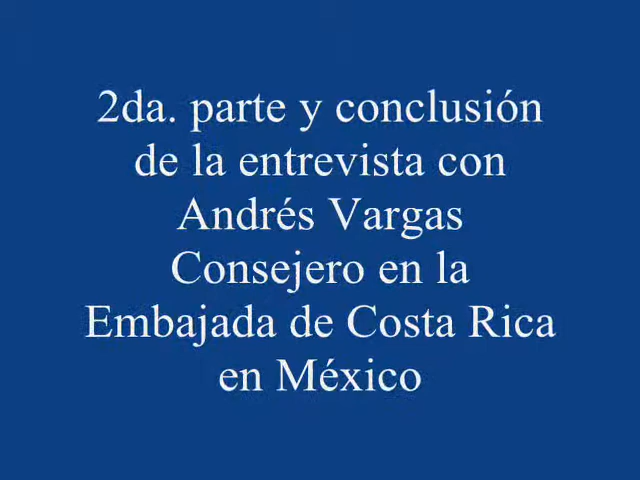 2da. parte y conclusión
de la entrevista con
Andrés Vargas
Consejero en la
Embajada de Costa Rica
en México